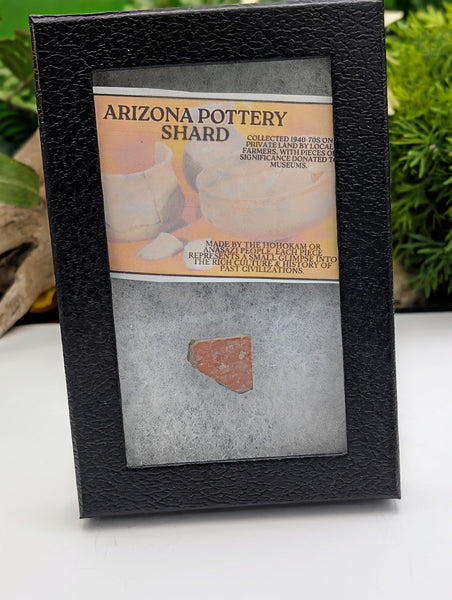 ARIZONA POTTERY
SHARD
COLLECTED 1940-70S ON
PRIVATE LAND BY LOCAL
FARMERS, WITH PIECES OF
SIGNIFICANCE DONATED TO
MUSEUMS.
MADE BY THE HOHOKAM OR
ANASAZI PEOPLE, EACH PIECE
REPRESENTS A SMALL GLIMPSE INTO
THE RICH CULTURE & HISTORY OF
PAST CIVILIZATIONS.